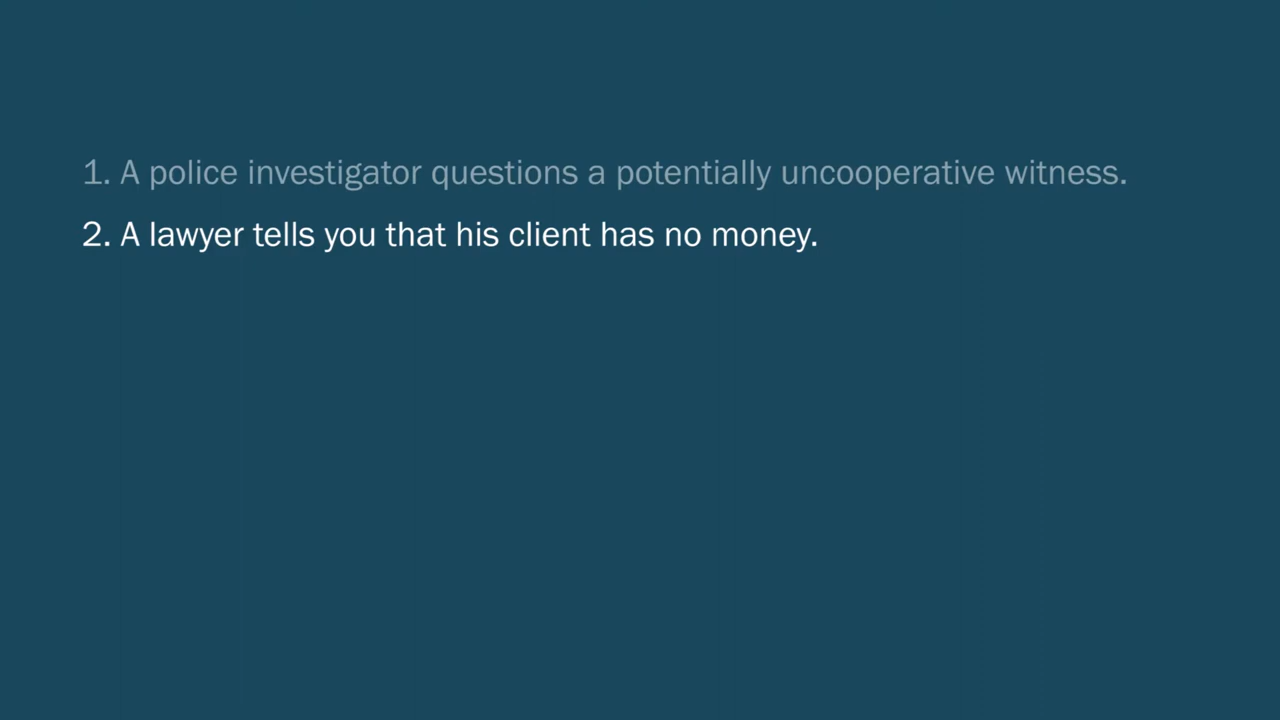 1. A police investigator questions a potentially uncooperative witness.
2. A lawyer tells you that his client has no money.